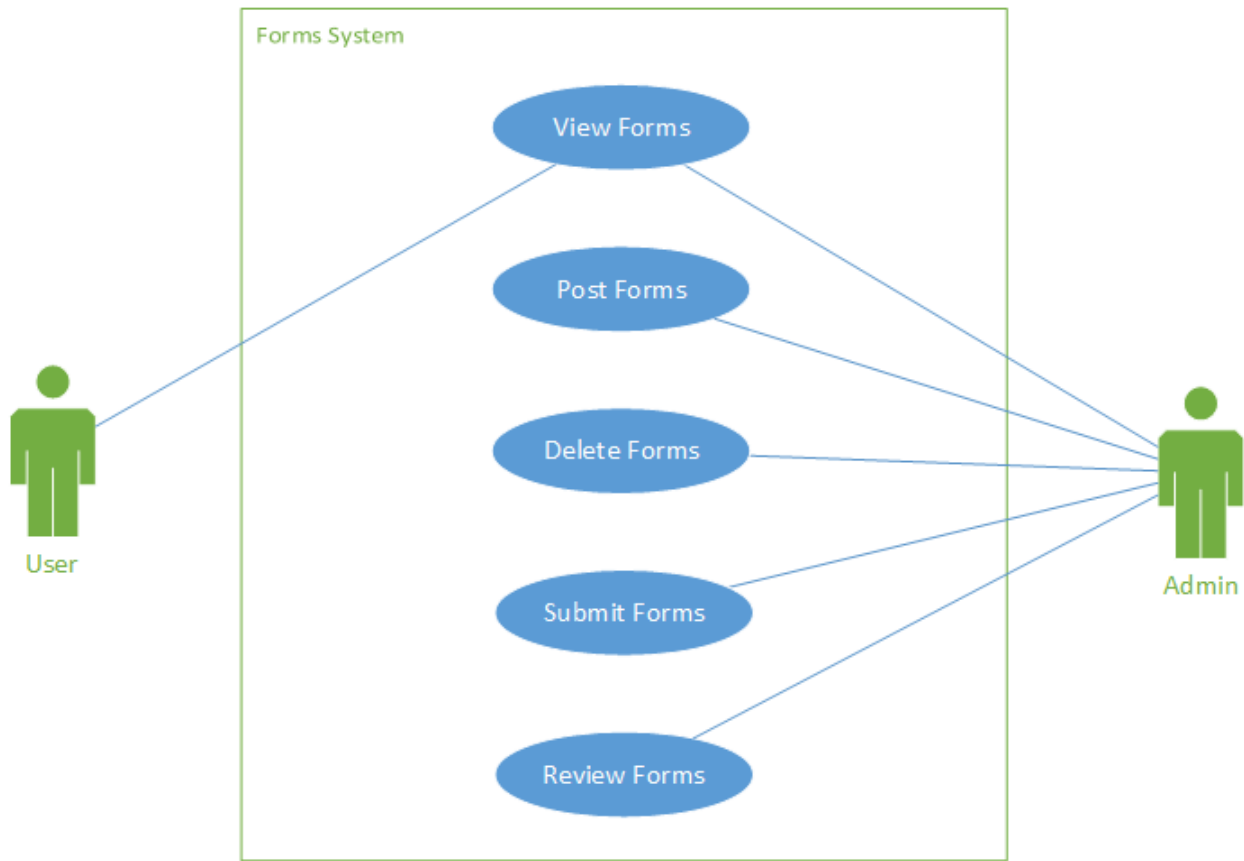 Forms System
View Forms
Post Forms
Delete Forms
Submit Forms
Review Forms
User
Admin